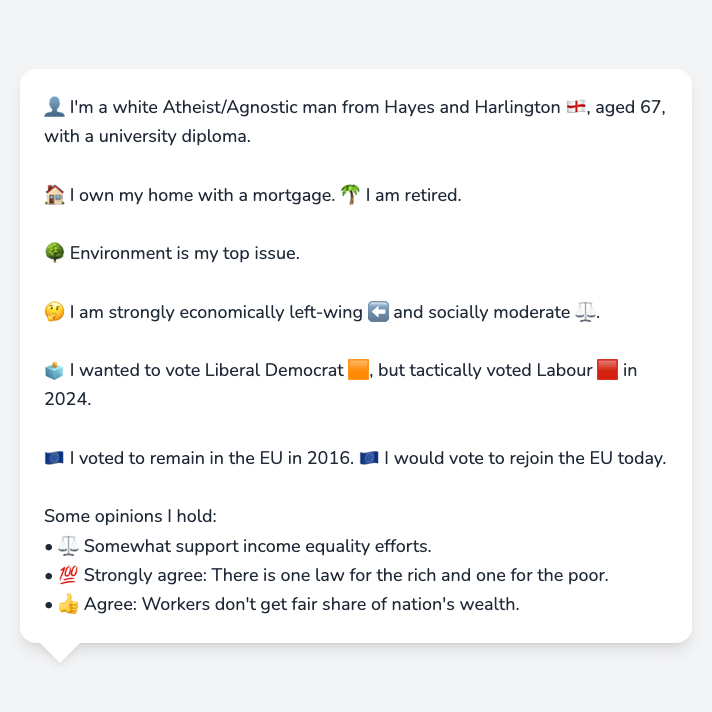 👤 I'm a white Atheist/Agnostic man from Hayes and Harlington 🏴󠁧󠁢󠁥󠁮󠁧󠁿, aged 67,
with a university diploma.
🏠 I own my home with a mortgage. 🌴 I am retired.
🌳 Environment is my top issue.
🤔 I am strongly economically left-wing ⬅️ and socially moderate ⚖️.
🗳️ I wanted to vote Liberal Democrat 🟧, but tactically voted Labour 🟥 in
2024.
🇪🇺 I voted to remain in the EU in 2016. 🇪🇺 I would vote to rejoin the EU today.
Some opinions I hold:
• ⚖️ Somewhat support income equality efforts.
• 💯 Strongly agree: There is one law for the rich and one for the poor.
• 👍 Agree: Workers don't get fair share of nation's wealth.